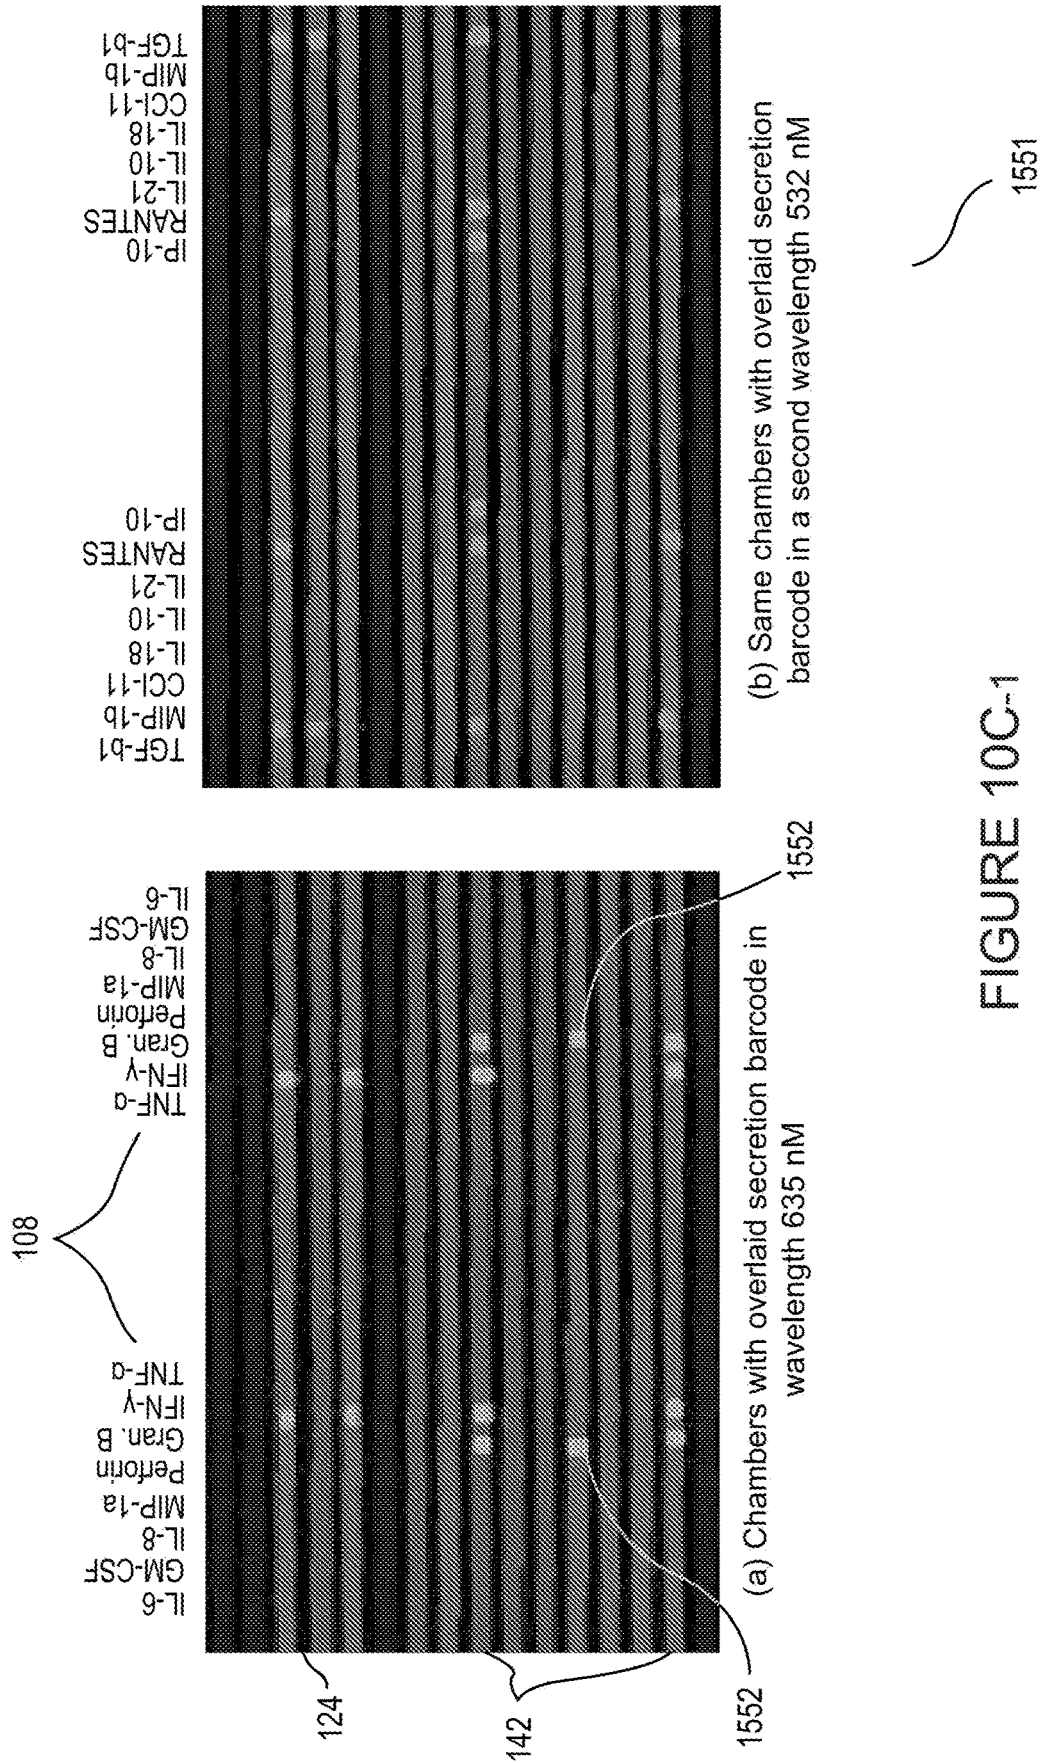 108
IL-6
GM-CSF
IL-8
MIP-1a
Perforin
Gran. B
IFN-γ
TNF-α
TNF-α
IFN-γ
Gran. B
Perforin
MIP-1a
IL-8
GM-CSF
IL-6
124
142
1552
1552
(a) Chambers with overlaid secretion barcode in
wavelength 635 nM
TGF-b1
MIP-1b
CCl-11
IL-18
IL-10
IL-21
RANTES
IP-10
IP-10
RANTES
IL-21
IL-10
IL-18
CCl-11
MIP-1b
TGF-b1
(b) Same chambers with overlaid secretion
barcode in a second wavelength 532 nM
1551
FIGURE 10C-1